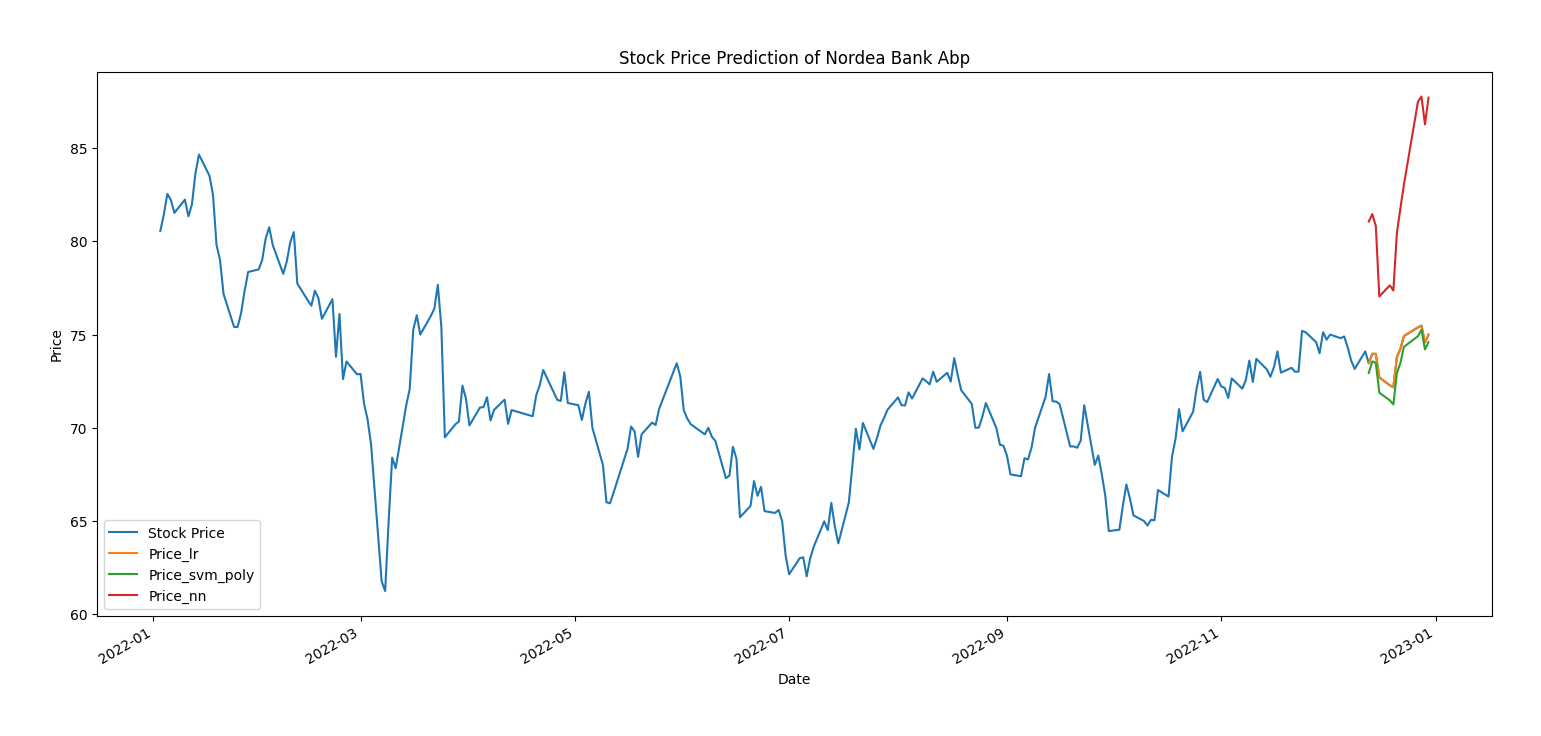 Stock Price Prediction of Nordea Bank Abp
Price
85
80
75
70
65
60
Stock Price
Price_lr
Price_svm_poly
Price_nn
2022-01
2022-03
2022-05
2022-07
2022-09
2022-11
2023-01
Date